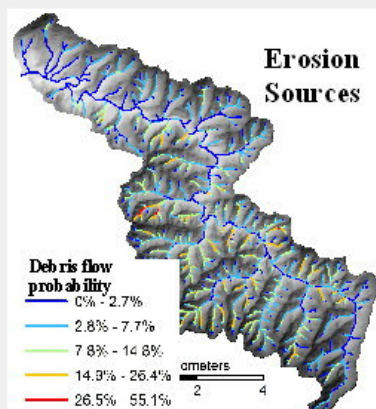 Erosion
Sources
Debris flow
probability
0% - 2.7%
2.8% - 7.7%
7.8% - 14.8%
14.9% - 26.4%
26.5% - 55.1%
ometers
2 4